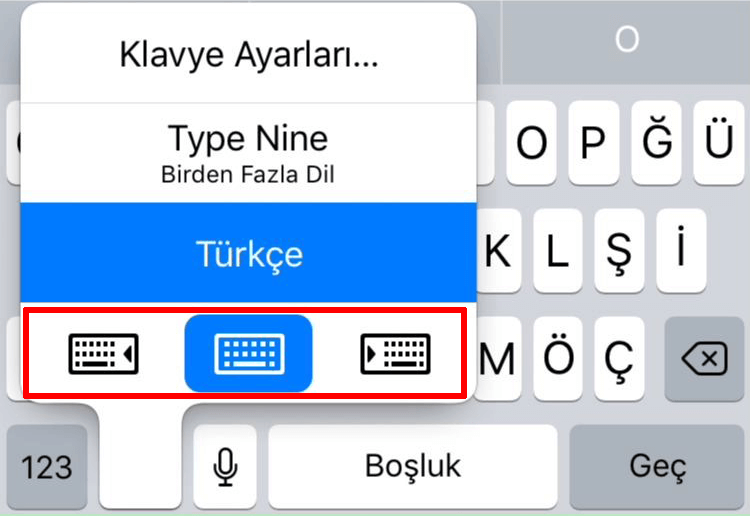 Klavye Ayarları...
O
Type Nine
Birden Fazla Dil
O P Ğ Ü
Türkçe
K L Ş İ
M Ö Ç
123
Boşluk
Geç